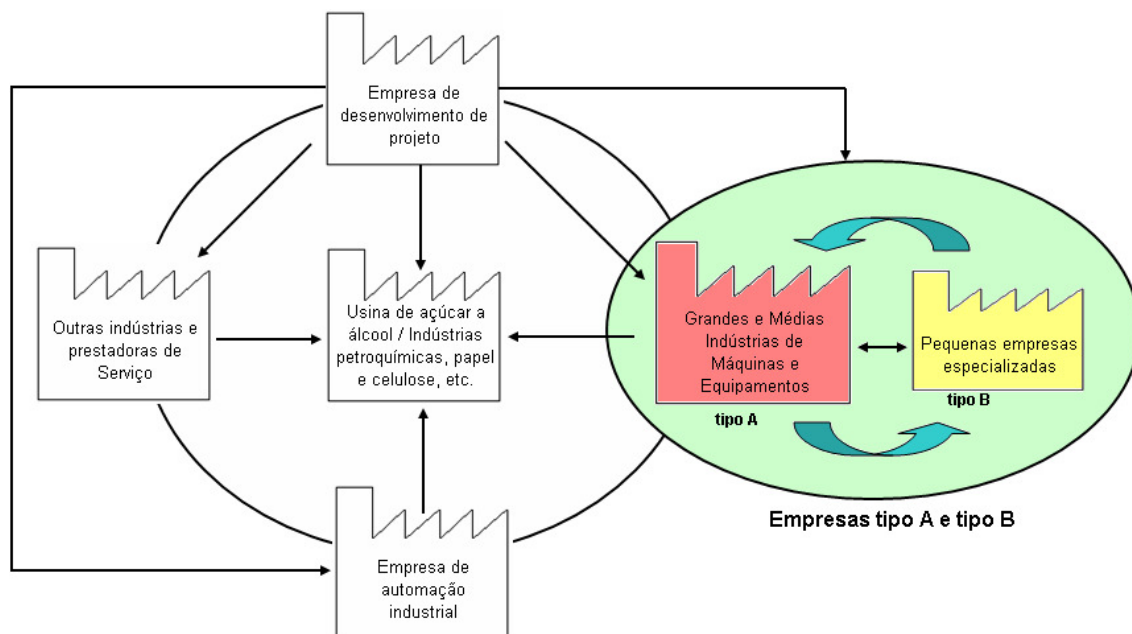 Empresa de
desenvolvimento de
projeto
Outras indústrias e
prestadoras de
Serviço
Usina de açúcar a
álcool / Indústrias
petroquímicas, papel
e celulose, etc.
Grandes e Médias
Indústrias de
Máquinas e
Equipamentos
tipo A
Pequenas empresas
especializadas
tipo B
Empresas tipo A e tipo B
Empresa de
automação
industrial